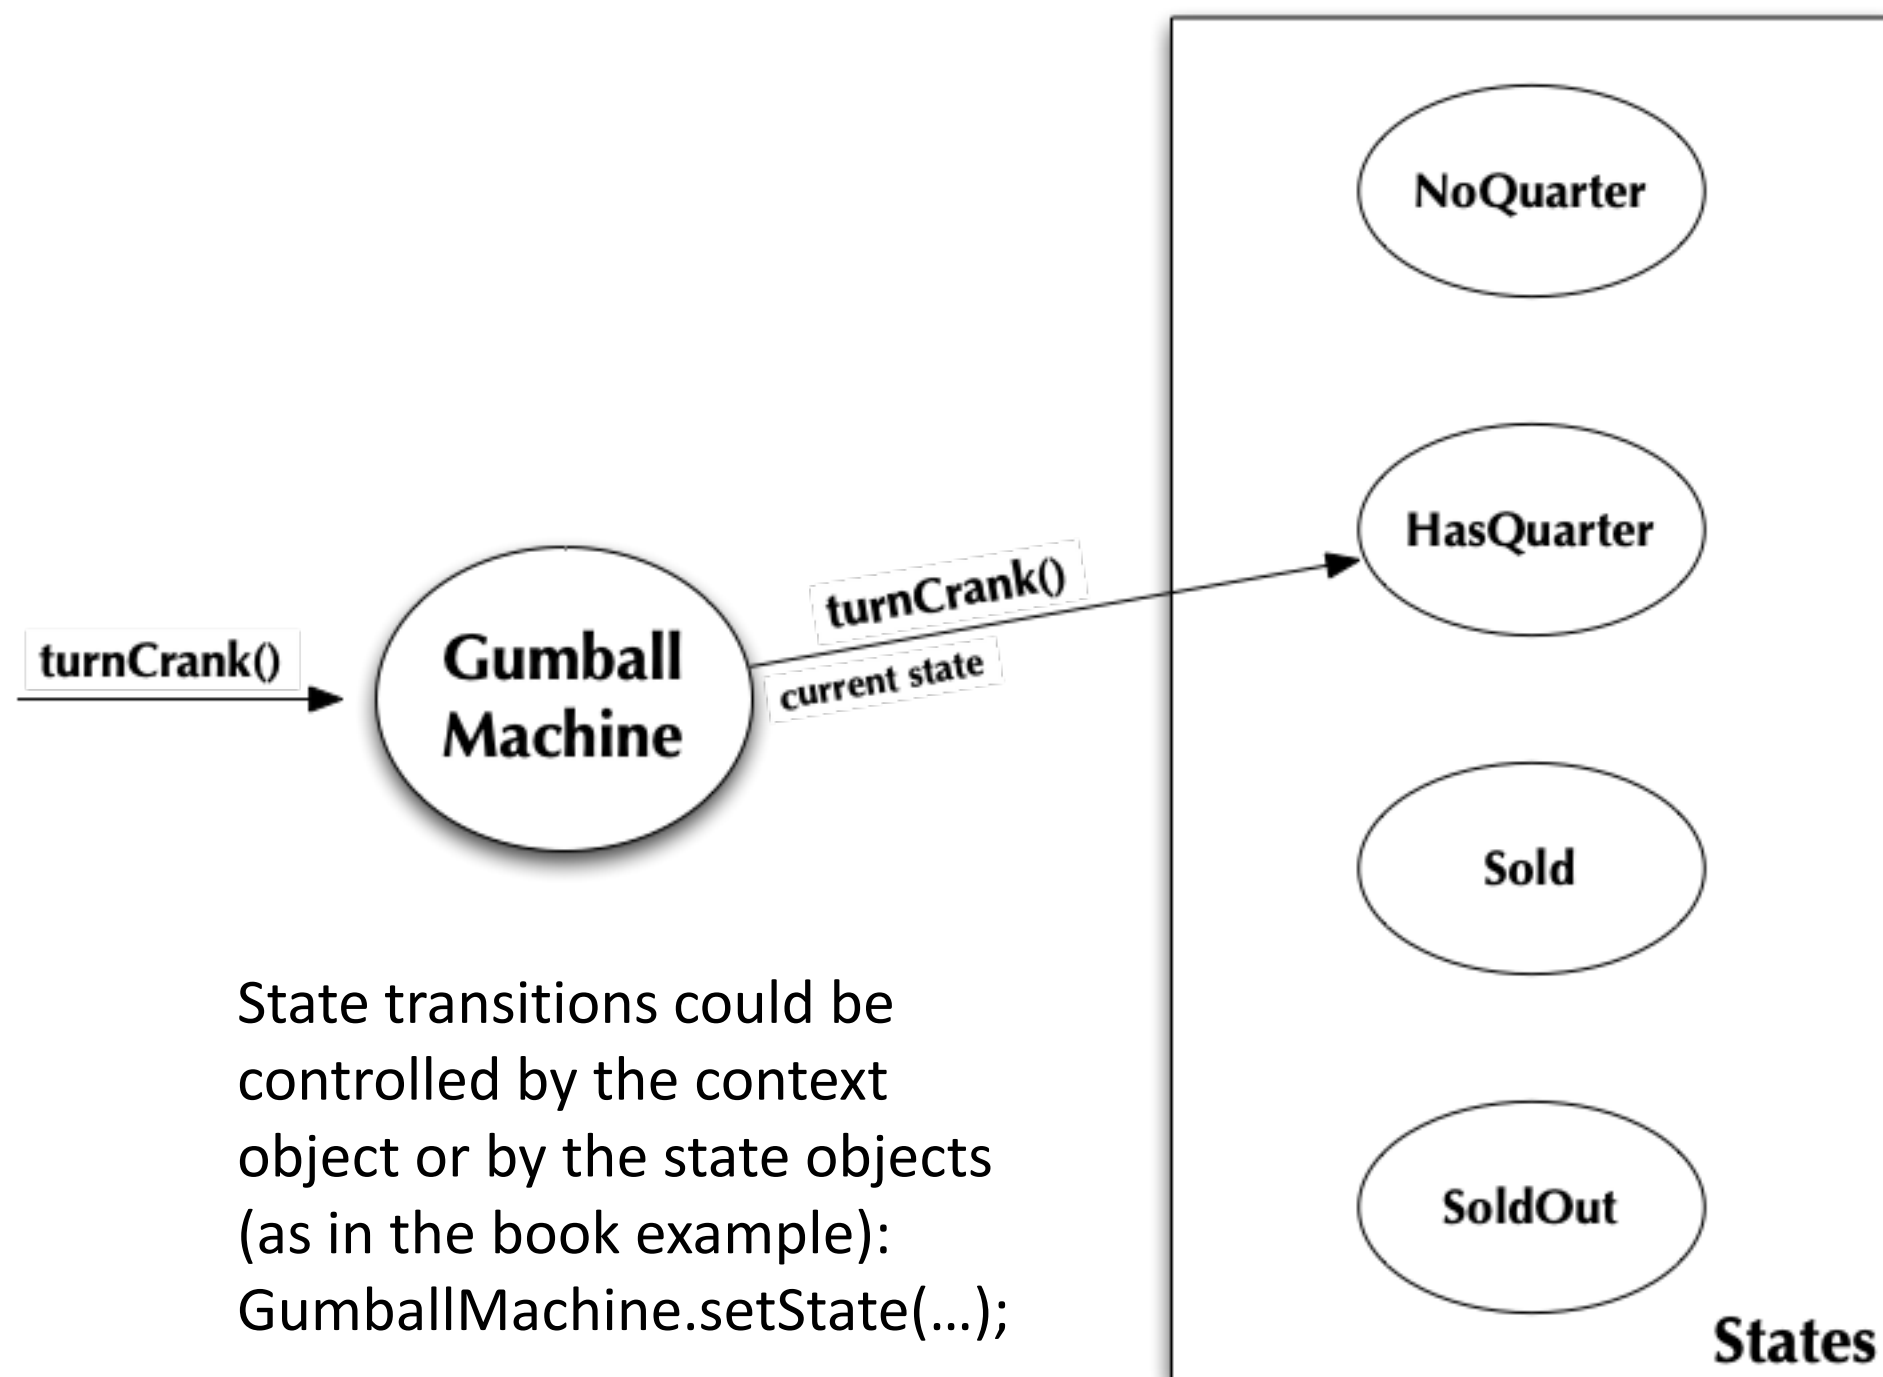 NoQuarter
HasQuarter
turnCrank()
turnCrank()
current state
Gumball
Machine
Sold
State transitions could be
controlled by the context
object or by the state objects
(as in the book example):
GumballMachine.setState(…);
SoldOut
States